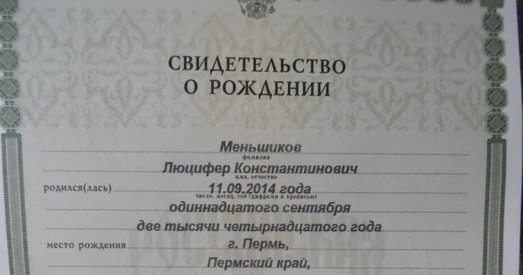 СВИДЕТЕЛЬСТВО
О РОЖДЕНИИ
Меньшиков
фамилия
Люцифер Константинович
имя, отчество
родился(лась) 11.09.2014 года
число, месяц, год (цифрами и прописью)
одиннадцатого сентября
две тысячи четырнадцатого года
место рождения г. Пермь,
Пермский край,